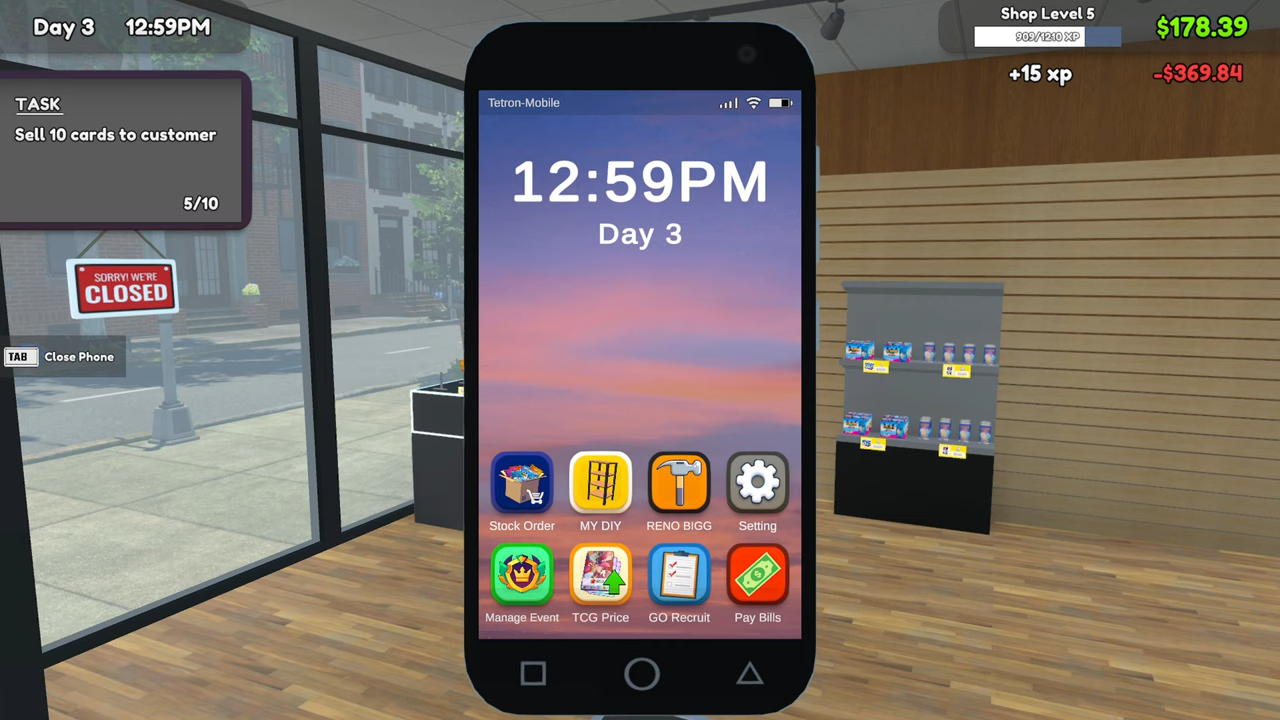 Day 3 12:59PM
Shop Level 5
909/1210 XP
$178.39
+15 xp
-$369.84
TASK
Sell 10 cards to customer
5/10
SORRY! WE'RE
CLOSED
TAB Close Phone
Tetron-Mobile
12:59PM
Day 3
Stock Order MY DIY RENO BIGG Setting
Manage Event TCG Price GO Recruit Pay Bills